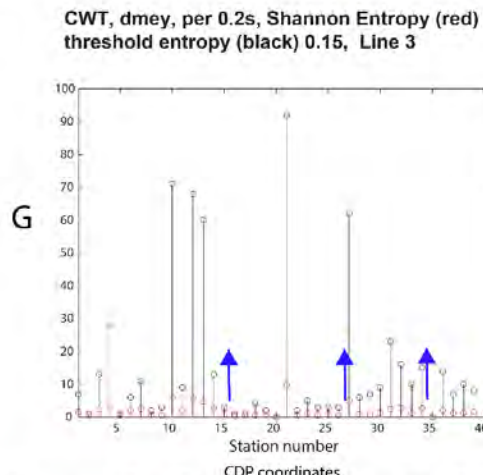 CWT, dmey, per 0.2s, Shannon Entropy (red)
threshold entropy (black) 0.15, Line 3
100
90
80
70
60
50
40
30
20
10
0
G
5 10 15 20 25 30 35 40
Station number
CDP coordinates